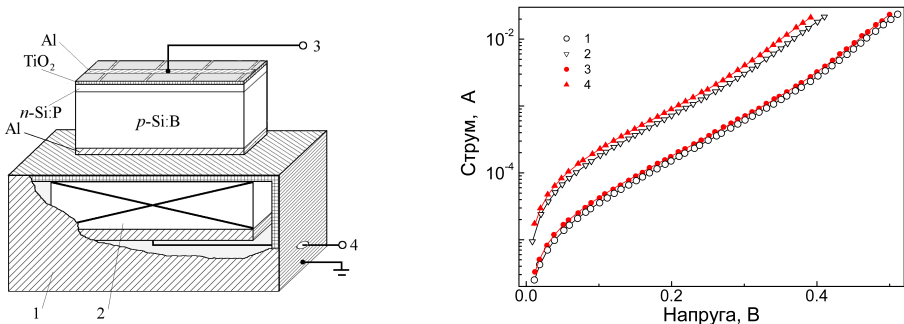 Al
TiO₂
n-Si:P
Al
p-Si:B
3
4
1
2
10⁻²
10⁻⁴
Струм, А
1
2
3
4
0.0
0.2
0.4
Напруга, В